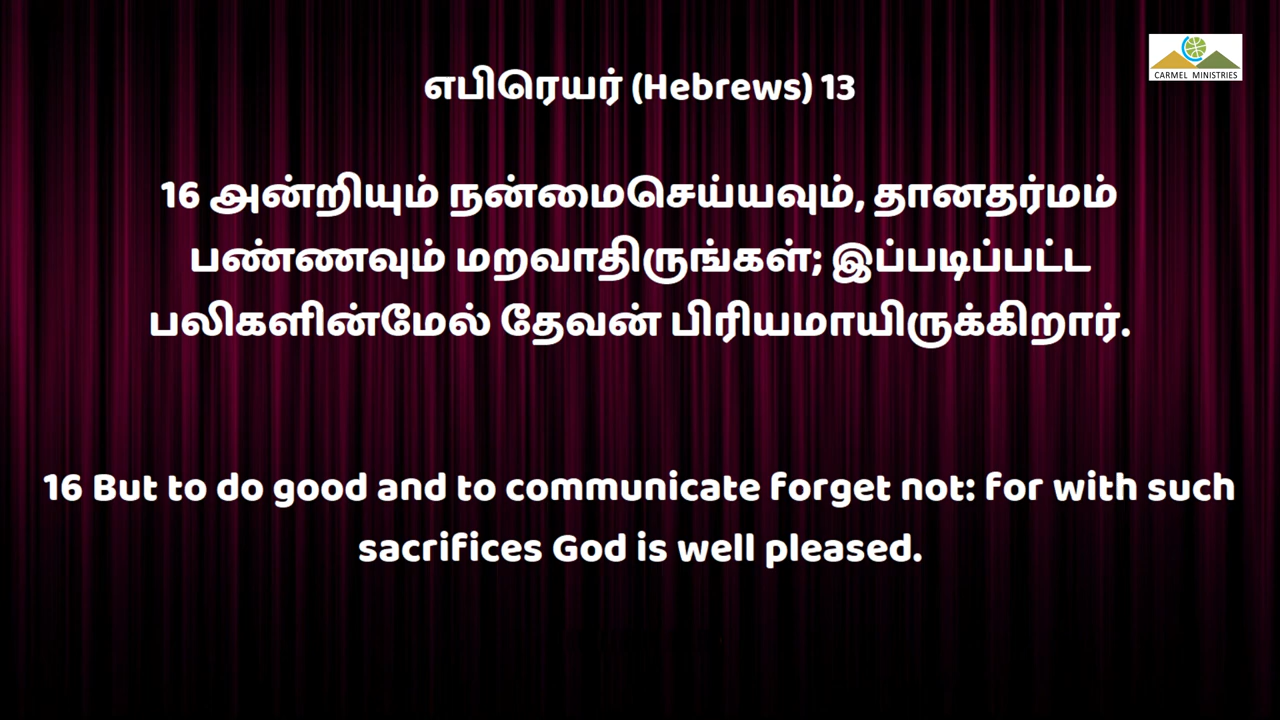 CARMEL MINISTRIES
எபிரெயர் (Hebrews) 13
16 அன்றியும் நன்மைசெய்யவும், தானதர்மம்
பண்ணவும் மறவாதிருங்கள்; இப்படிப்பட்ட
பலிகளின்மேல் தேவன் பிரியமாயிருக்கிறார்.
16 But to do good and to communicate forget not: for with such
sacrifices God is well pleased.